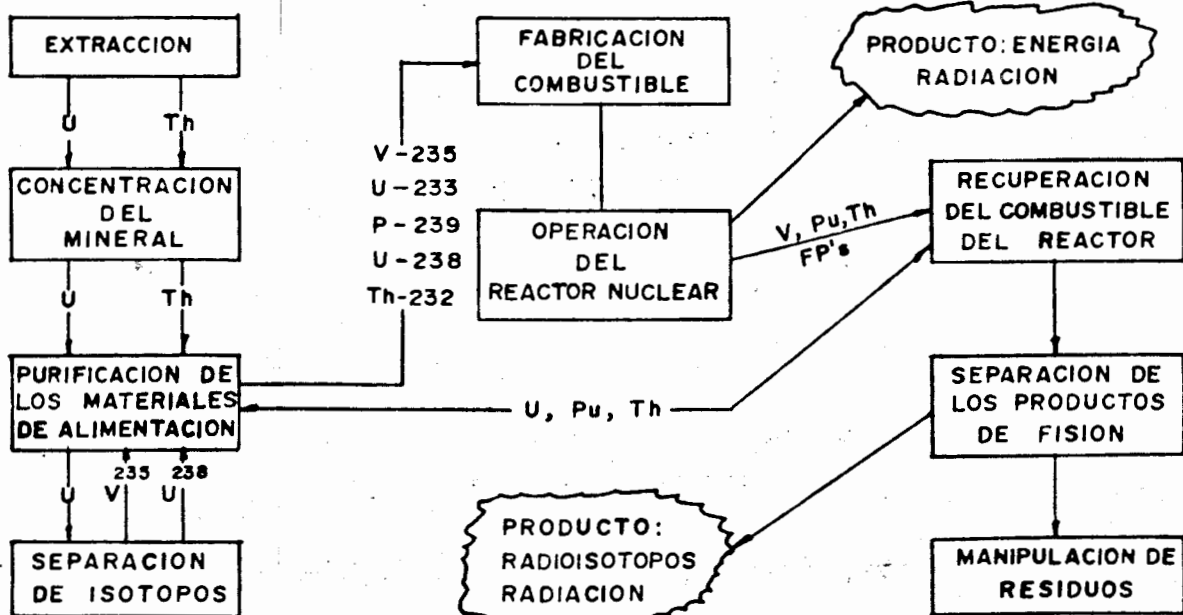 EXTRACCION
U Th
CONCENTRACION
DEL
MINERAL
U Th
PURIFICACION DE
LOS MATERIALES
DE ALIMENTACION
U V 235 U 238
SEPARACION
DE ISOTOPOS
V-235
U-233
P-239
U-238
Th-232
FABRICACION
DEL
COMBUSTIBLE
OPERACION
DEL
REACTOR NUCLEAR
PRODUCTO: ENERGIA
RADIACION
V, Pu, Th
FP's
RECUPERACION
DEL COMBUSTIBLE
DEL REACTOR
U, Pu, Th
SEPARACION DE
LOS PRODUCTOS
DE FISION
PRODUCTO:
RADIOISOTOPOS
RADIACION
MANIPULACION DE
RESIDUOS